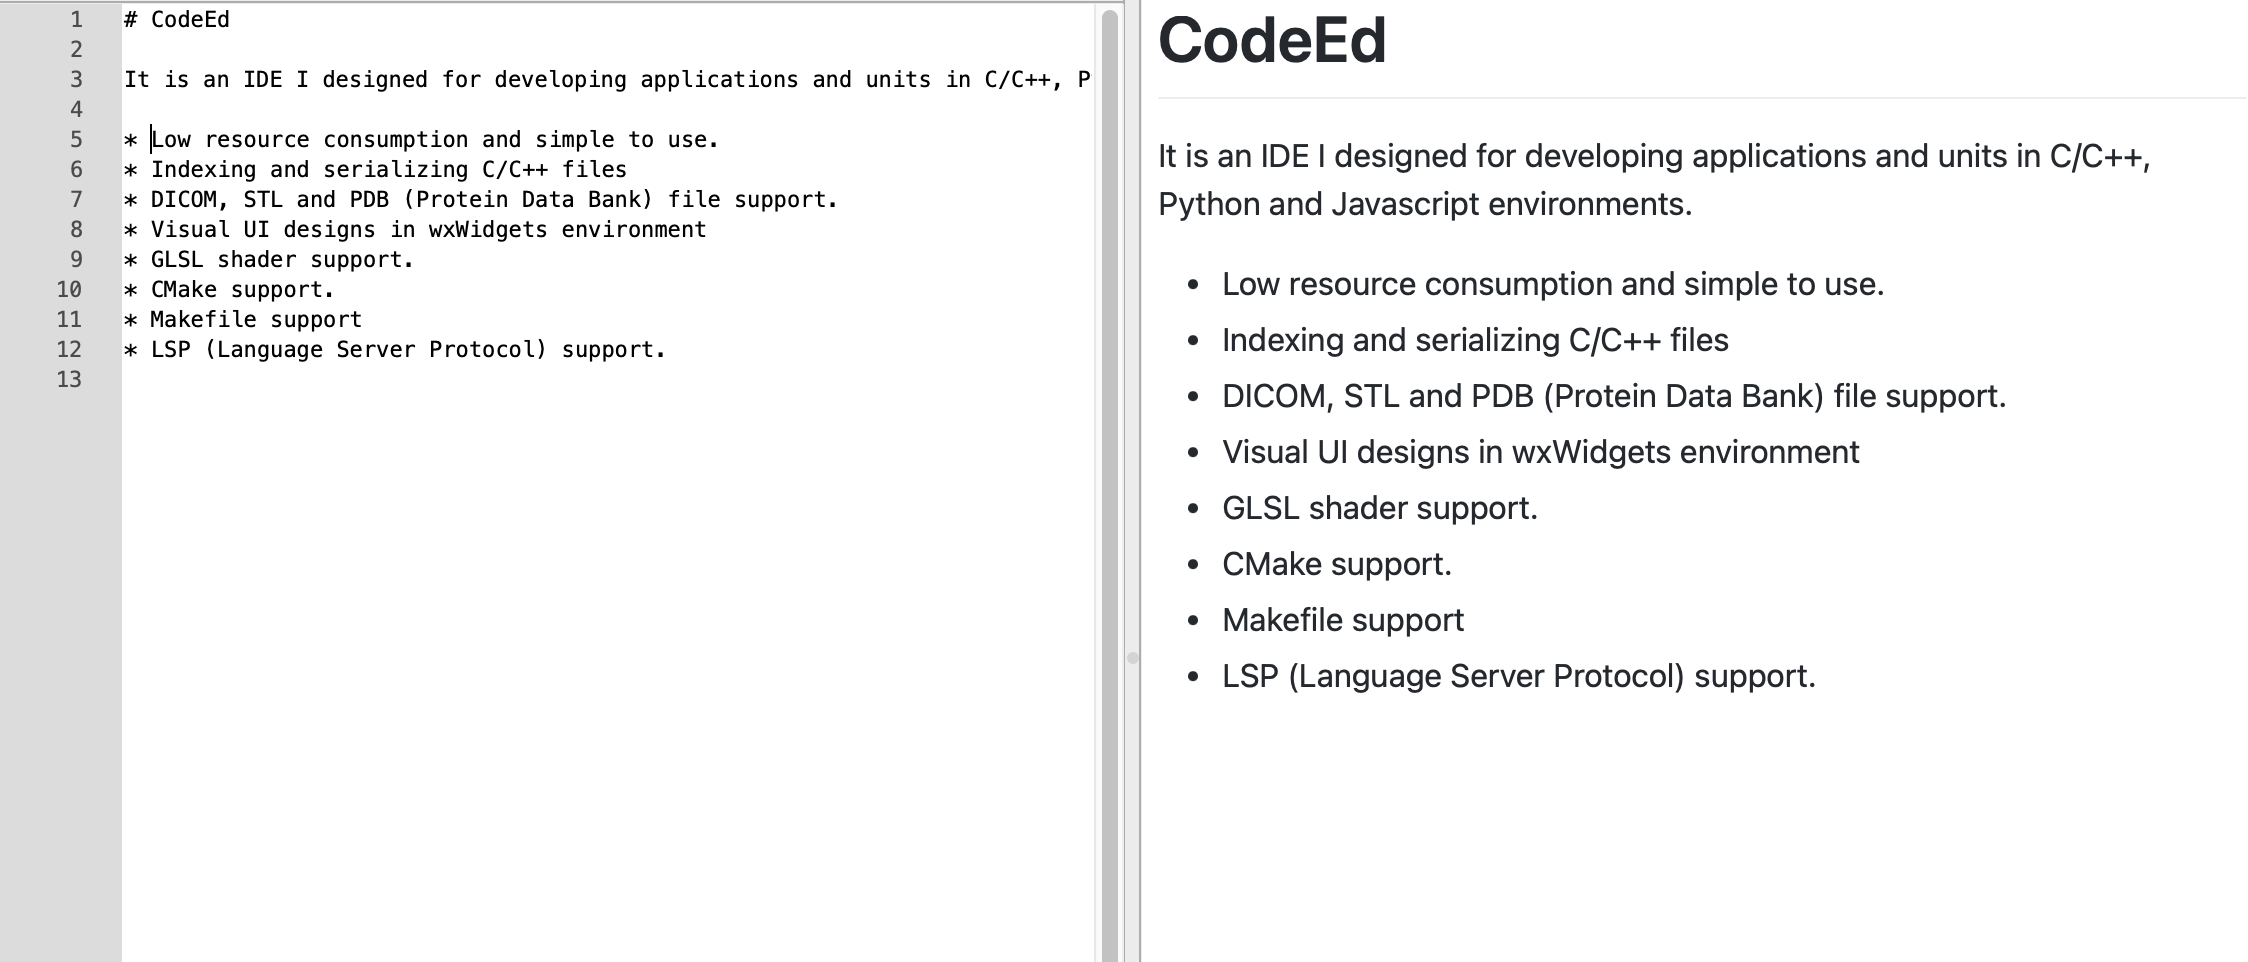 1 # CodeEd
2
3 It is an IDE I designed for developing applications and units in C/C++, P
4
5 * Low resource consumption and simple to use.
6 * Indexing and serializing C/C++ files
7 * DICOM, STL and PDB (Protein Data Bank) file support.
8 * Visual UI designs in wxWidgets environment
9 * GLSL shader support.
10 * CMake support.
11 * Makefile support
12 * LSP (Language Server Protocol) support.
13
CodeEd
It is an IDE I designed for developing applications and units in C/C++,
Python and Javascript environments.
• Low resource consumption and simple to use.
• Indexing and serializing C/C++ files
• DICOM, STL and PDB (Protein Data Bank) file support.
• Visual UI designs in wxWidgets environment
• GLSL shader support.
• CMake support.
• Makefile support
• LSP (Language Server Protocol) support.